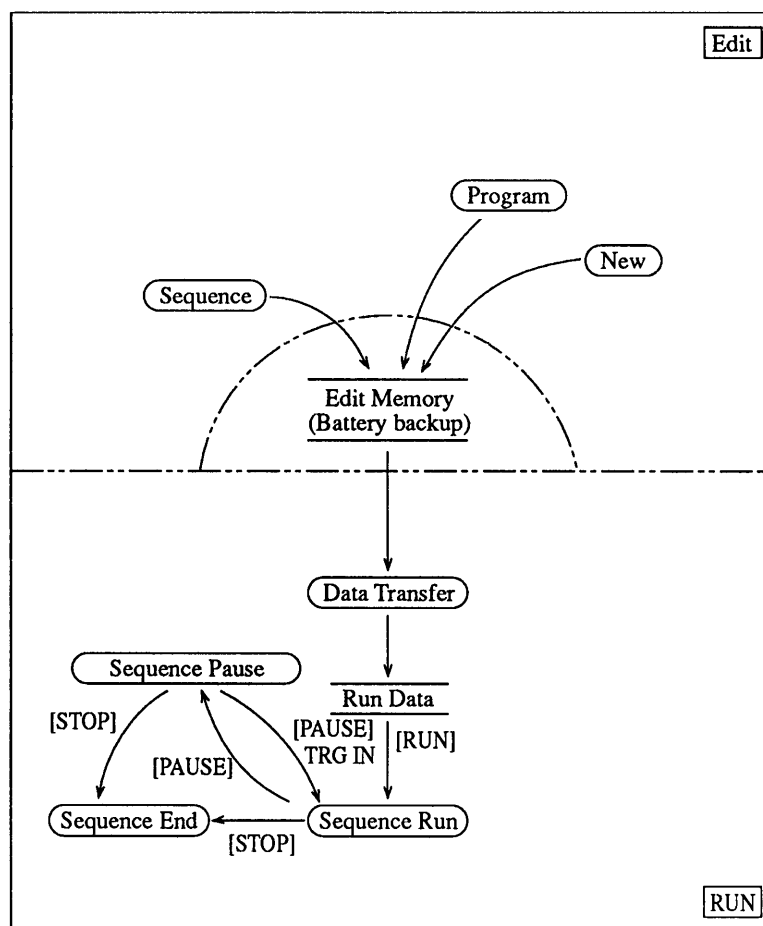 Edit
Program
New
Sequence
Edit Memory
(Battery backup)
Data Transfer
Sequence Pause
Run Data
[STOP]
[PAUSE]
TRG IN
[RUN]
[PAUSE]
Sequence End
Sequence Run
[STOP]
RUN